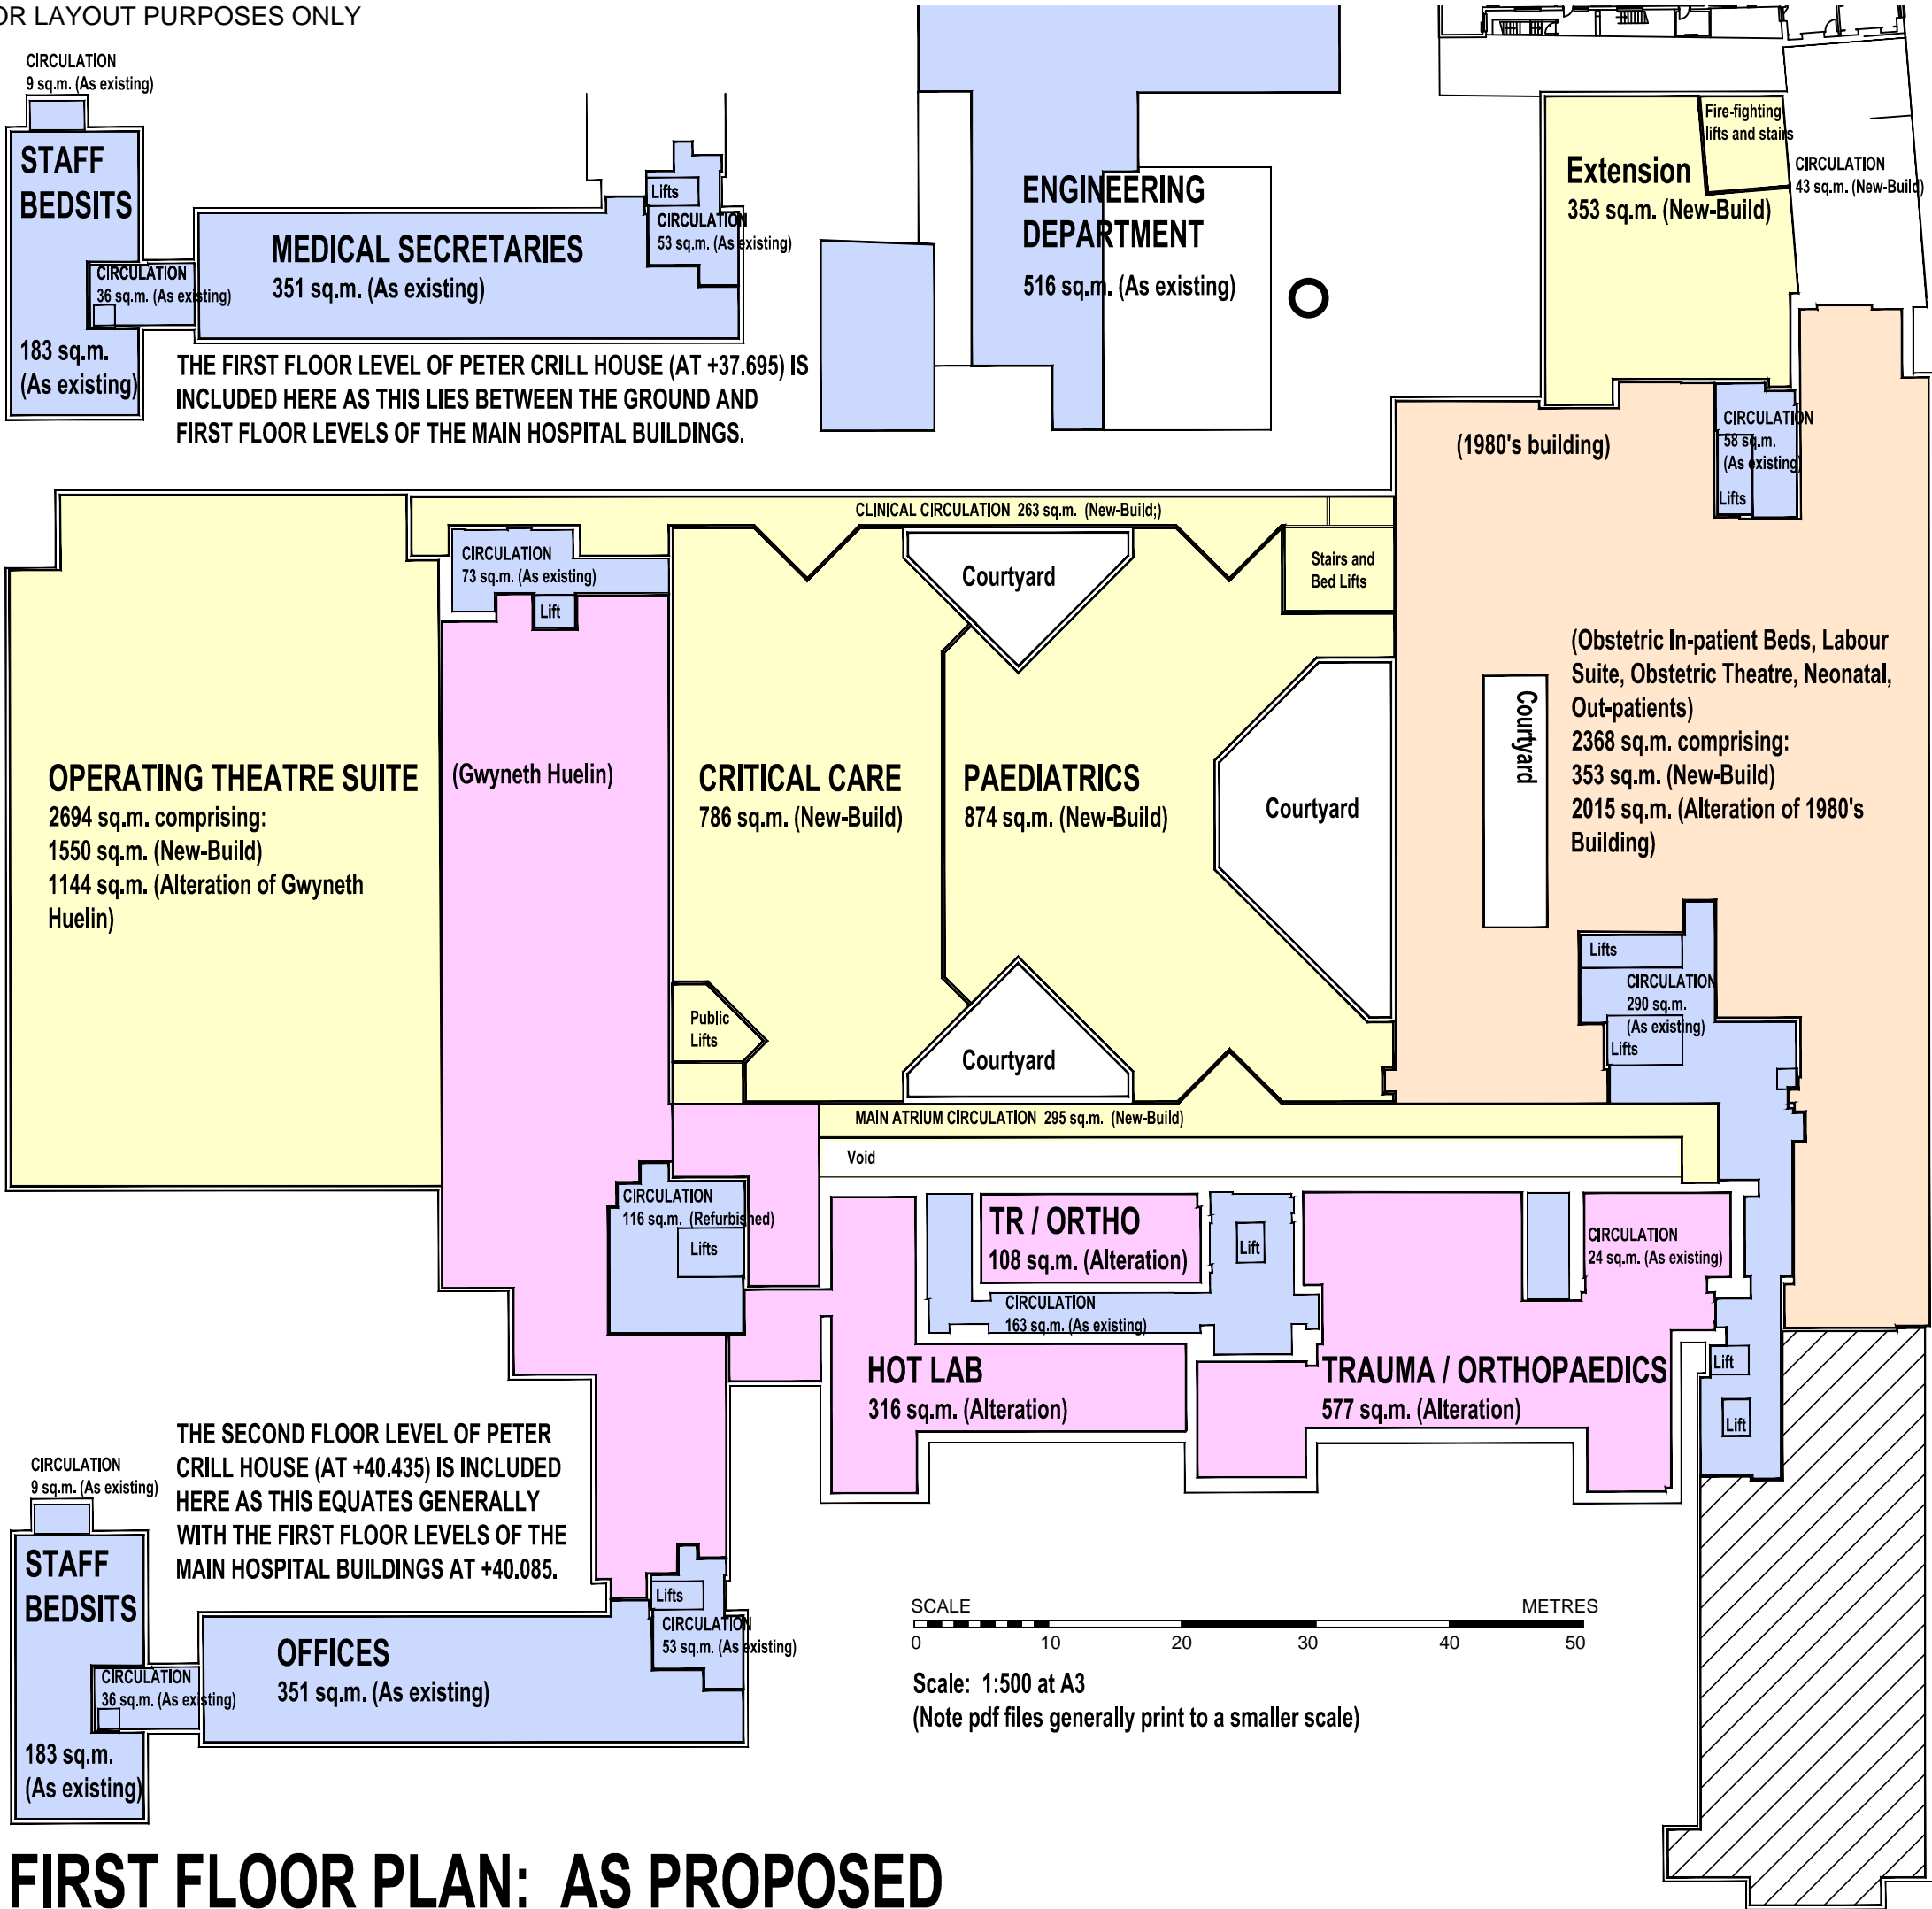 OR LAYOUT PURPOSES ONLY
CIRCULATION
9 sq.m. (As existing)
STAFF
BEDSITS
CIRCULATION
36 sq.m. (As existing)
183 sq.m.
(As existing)
MEDICAL SECRETARIES
351 sq.m. (As existing)
Lifts
CIRCULATION
53 sq.m. (As existing)
THE FIRST FLOOR LEVEL OF PETER CRILL HOUSE (AT +37.695) IS
INCLUDED HERE AS THIS LIES BETWEEN THE GROUND AND
FIRST FLOOR LEVELS OF THE MAIN HOSPITAL BUILDINGS.
ENGINEERING
DEPARTMENT
516 sq.m. (As existing)
Extension
353 sq.m. (New-Build)
Fire-fighting
lifts and stairs
CIRCULATION
43 sq.m. (New-Build)
(1980's building)
CIRCULATION
58 sq.m.
(As existing)
Lifts
CLINICAL CIRCULATION 263 sq.m. (New-Build;)
CIRCULATION
73 sq.m. (As existing)
Lift
Courtyard
Stairs and
Bed Lifts
OPERATING THEATRE SUITE
2694 sq.m. comprising:
1550 sq.m. (New-Build)
1144 sq.m. (Alteration of Gwyneth
Huelin)
(Gwyneth Huelin)
CRITICAL CARE
786 sq.m. (New-Build)
PAEDIATRICS
874 sq.m. (New-Build)
Courtyard
Courtyard
(Obstetric In-patient Beds, Labour
Suite, Obstetric Theatre, Neonatal,
Out-patients)
2368 sq.m. comprising:
353 sq.m. (New-Build)
2015 sq.m. (Alteration of 1980's
Building)
Public
Lifts
Courtyard
Lifts
CIRCULATION
290 sq.m.
(As existing)
Lifts
MAIN ATRIUM CIRCULATION 295 sq.m. (New-Build)
Void
CIRCULATION
116 sq.m. (Refurbished)
Lifts
TR / ORTHO
108 sq.m. (Alteration)
Lift
CIRCULATION
24 sq.m. (As existing)
CIRCULATION
163 sq.m. (As existing)
HOT LAB
316 sq.m. (Alteration)
TRAUMA / ORTHOPAEDICS
577 sq.m. (Alteration)
Lift
Lift
THE SECOND FLOOR LEVEL OF PETER
CRILL HOUSE (AT +40.435) IS INCLUDED
HERE AS THIS EQUATES GENERALLY
WITH THE FIRST FLOOR LEVELS OF THE
MAIN HOSPITAL BUILDINGS AT +40.085.
CIRCULATION
9 sq.m. (As existing)
STAFF
BEDSITS
CIRCULATION
36 sq.m. (As existing)
183 sq.m.
(As existing)
OFFICES
351 sq.m. (As existing)
Lifts
CIRCULATION
53 sq.m. (As existing)
SCALE METRES
0 10 20 30 40 50
Scale: 1:500 at A3
(Note pdf files generally print to a smaller scale)
FIRST FLOOR PLAN: AS PROPOSED